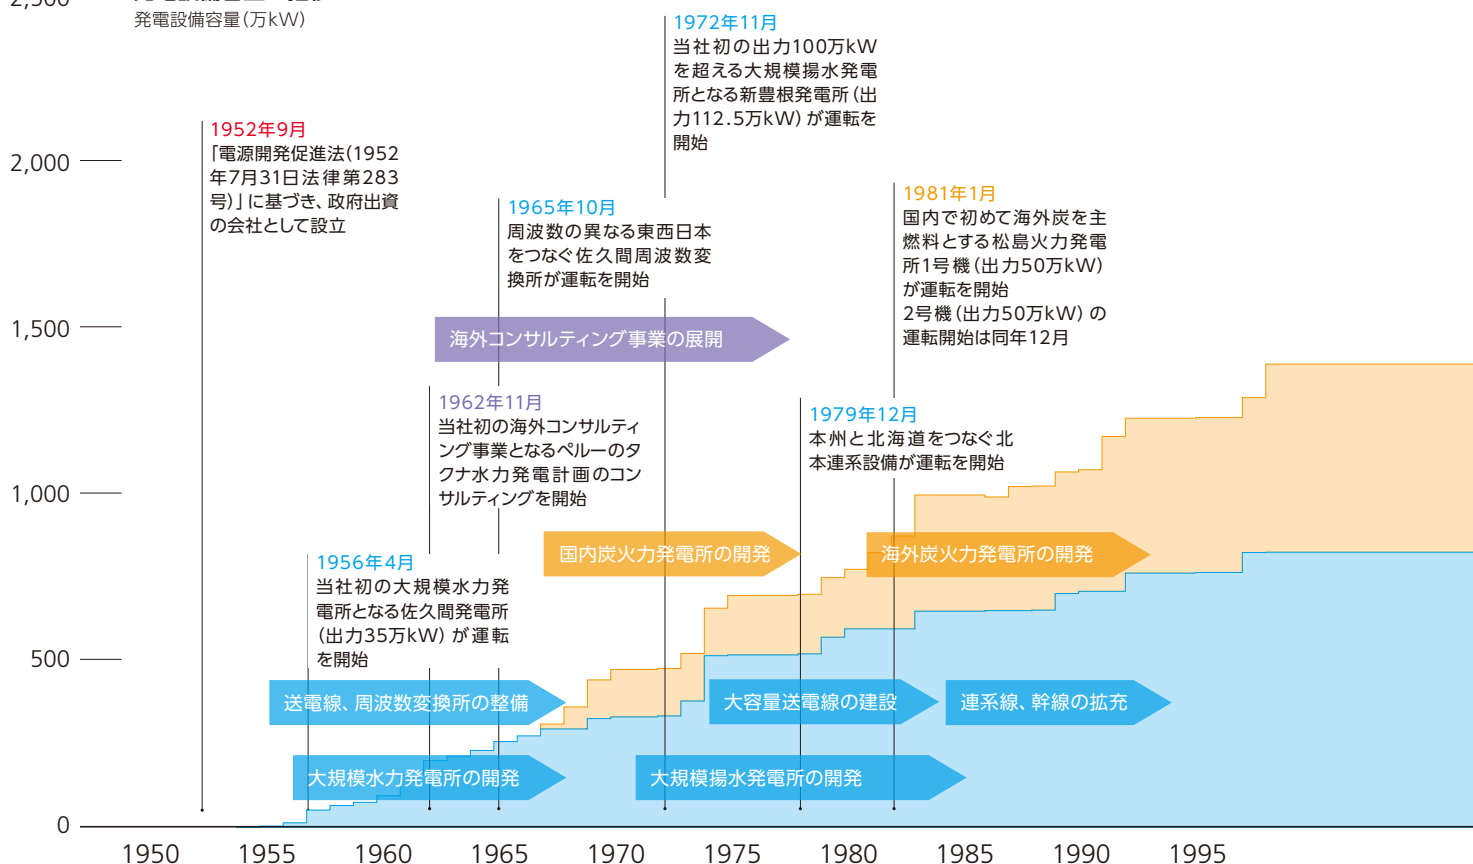 発電設備容量(万kW)
2,000
1,500
1,000
500
0
1952年9月
「電源開発促進法(1952
年7月31日法律第283
号)」に基づき、政府出資
の会社として設立
1956年4月
当社初の大規模水力発
電所となる佐久間発電所
(出力35万kW)が運転
を開始
1962年11月
当社初の海外コンサルティ
ング事業となるペルーのタ
クナ水力発電計画のコン
サルティングを開始
1965年10月
周波数の異なる東西日本
をつなぐ佐久間周波数変
換所が運転を開始
1972年11月
当社初の出力100万kW
を超える大規模揚水発電
所となる新豊根発電所(出
力112.5万kW)が運転を
開始
1979年12月
本州と北海道をつなぐ北
本連系設備が運転を開始
1981年1月
国内で初めて海外炭を主
燃料とする松島火力発電
所1号機(出力50万kW)
が運転を開始
2号機(出力50万kW)の
運転開始は同年12月
海外コンサルティング事業の展開
国内炭火力発電所の開発
海外炭火力発電所の開発
送電線、周波数変換所の整備
大容量送電線の建設
連系線、幹線の拡充
大規模水力発電所の開発
大規模揚水発電所の開発
1950
1955
1960
1965
1970
1975
1980
1985
1990
1995